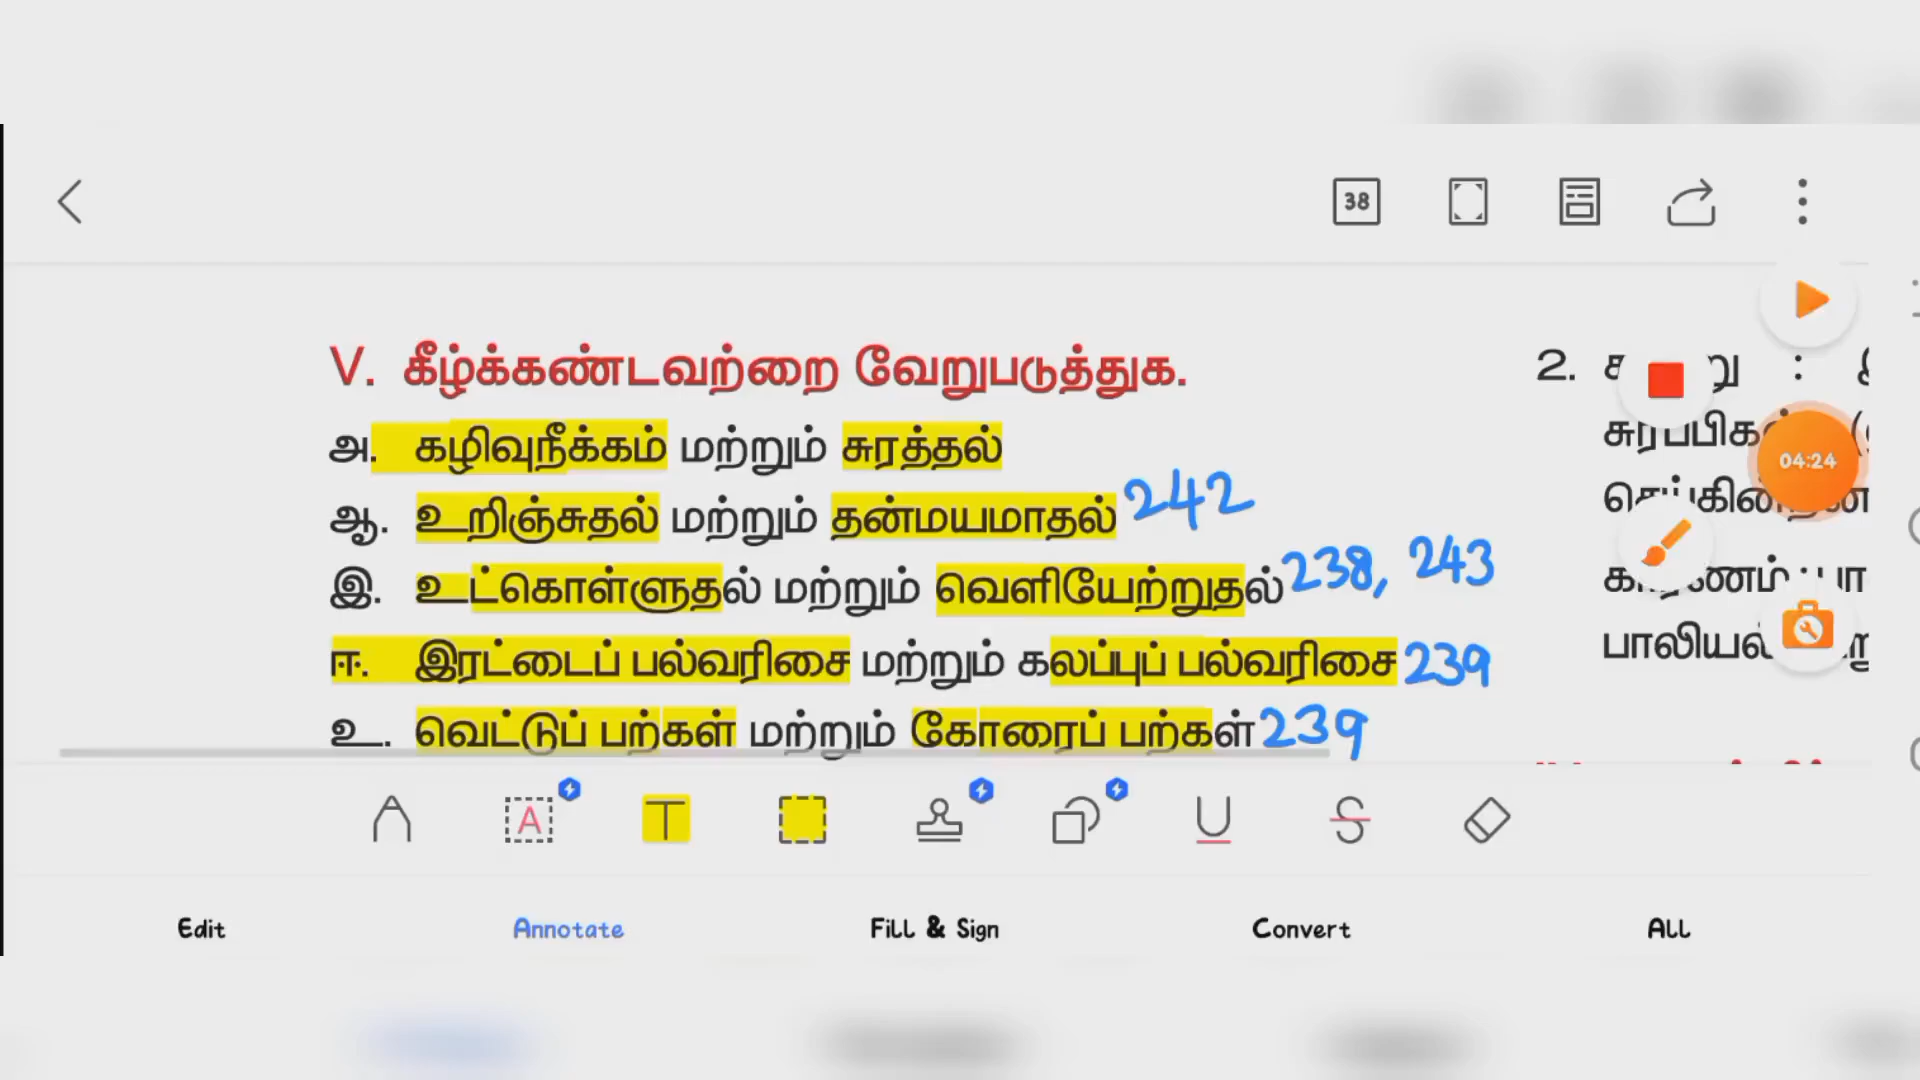 38
V. கீழ்க்கண்டவற்றை வேறுபடுத்துக.
அ. கழிவுநீக்கம் மற்றும் சுரத்தல்
ஆ. உறிஞ்சுதல் மற்றும் தன்மயமாதல் 242
இ. உட்கொள்ளுதல் மற்றும் வெளியேற்றுதல் 238, 243
ஈ. இரட்டைப் பல்வரிசை மற்றும் கலப்புப் பல்வரிசை 239
உ. வெட்டுப் பற்கள் மற்றும் கோரைப் பற்கள் 239
2. :
04:24
A T U S
Edit Annotate Fill & Sign Convert All